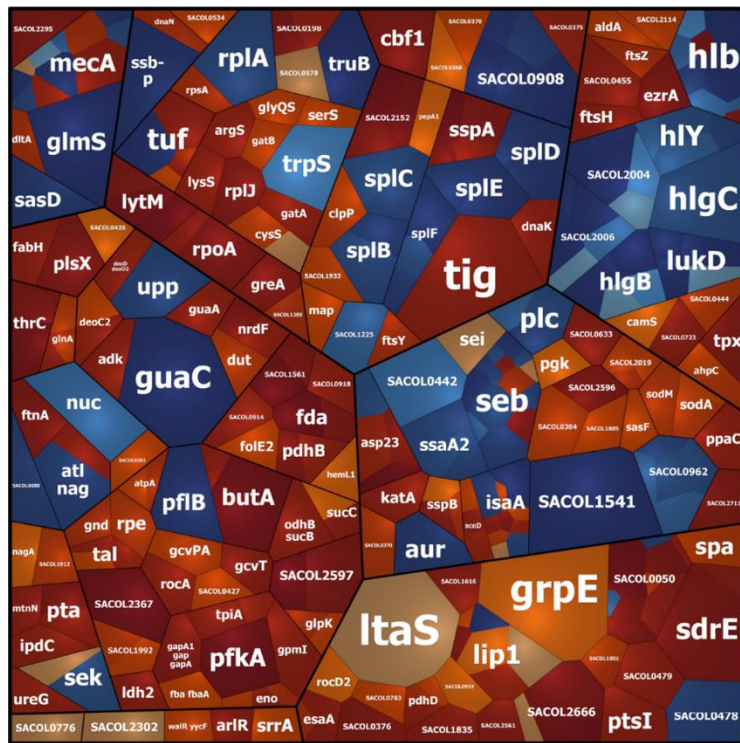 SACOL2295
mecA
dltA
glmS
sasD
dnaN
SACOL0534
ssb-
p
rplA
SACOL0198
SACOL0578
truB
rpsA
tuf
argS
glyQS
gatB
serS
trpS
lysS
rplJ
gatA
cysS
lytM
rpoA
greA
cbf1
SACOL0370
SACOL0368
SACOL0375
SACOL0908
SACOL2152
pepA1
sspA
splD
splC
splE
splB
splF
clpP
tig
dnaK
SACOL1933
map
SACOL1225
ftsY
aldA
SACOL2114
ftsZ
SACOL0455
ezrA
ftsH
hlb
hlY
SACOL2004
hlgC
SACOL2006
lukD
hlgB
camS
SACOL0444
SACOL0723
tpx
ahpC
fabH
SACOL0426
plsX
deoD
deoD2
upp
thrC
glnA
deoC2
adk
guaA
nrdF
dut
guaC
nuc
ftnA
atl
nag
atpA
SACOL1561
SACOL0918
SACOL0914
fda
folE2
pdhB
hemL1
plc
sei
SACOL0633
pgk
SACOL2019
SACOL0442
seb
SACOL2596
sodM
sodA
SACOL0384
SACOL1885
sasF
asp23
ssaA2
ppaC
katA
sspB
isaA
SACOL1541
SACOL0962
SACOL2711
sceD
SACOL0270
aur
pflB
butA
odhB
sucB
sucC
gnd
rpe
tal
gcvPA
gcvT
nagA
SACOL2912
rocA
SACOL0427
SACOL2597
mtnN
pta
SACOL2367
tpiA
ipdC
SACOL1992
gapA1
gap
gapA
pfkA
glpK
gpmI
sek
ureG
ldh2
fba fbaA
eno
SACOL0776
SACOL2302
walR yycF
arlR
srrA
ltaS
SACOL1616
grpE
SACOL0050
spa
sdrE
lip1
SACOL1801
rocD2
SACOL0763
pdhD
SACOL0959
SACOL0479
esaA
SACOL0376
SACOL1835
SACOL2561
SACOL2666
ptsI
SACOL0478